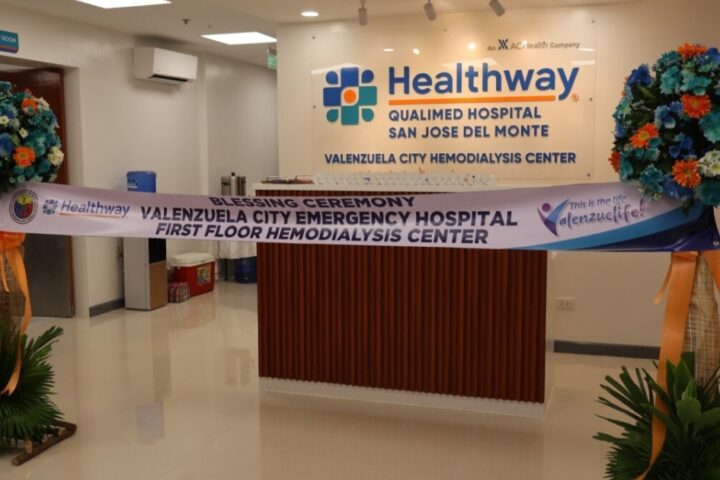 An AC Health Company
Healthway
QUALIMED HOSPITAL
SAN JOSE DEL MONTE
VALENZUELA CITY HEMODIALYSIS CENTER
Healthway
BLESSING CEREMONY
VALENZUELA CITY EMERGENCY HOSPITAL
FIRST FLOOR HEMODIALYSIS CENTER
This is the life
Valenzuelife!
ROOM